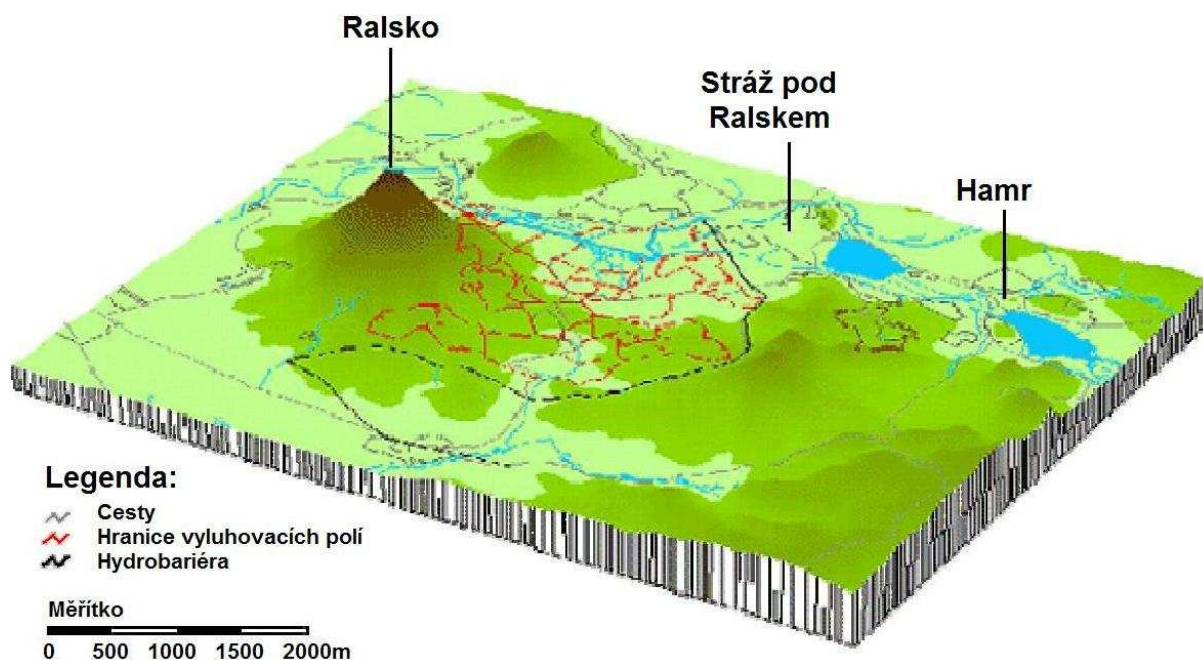 Ralsko
Stráž pod
Ralskem
Hamr
Legenda:
Cesty
Hranice vyluhovacích polí
Hydrobariéra
Měřítko
0 500 1000 1500 2000m